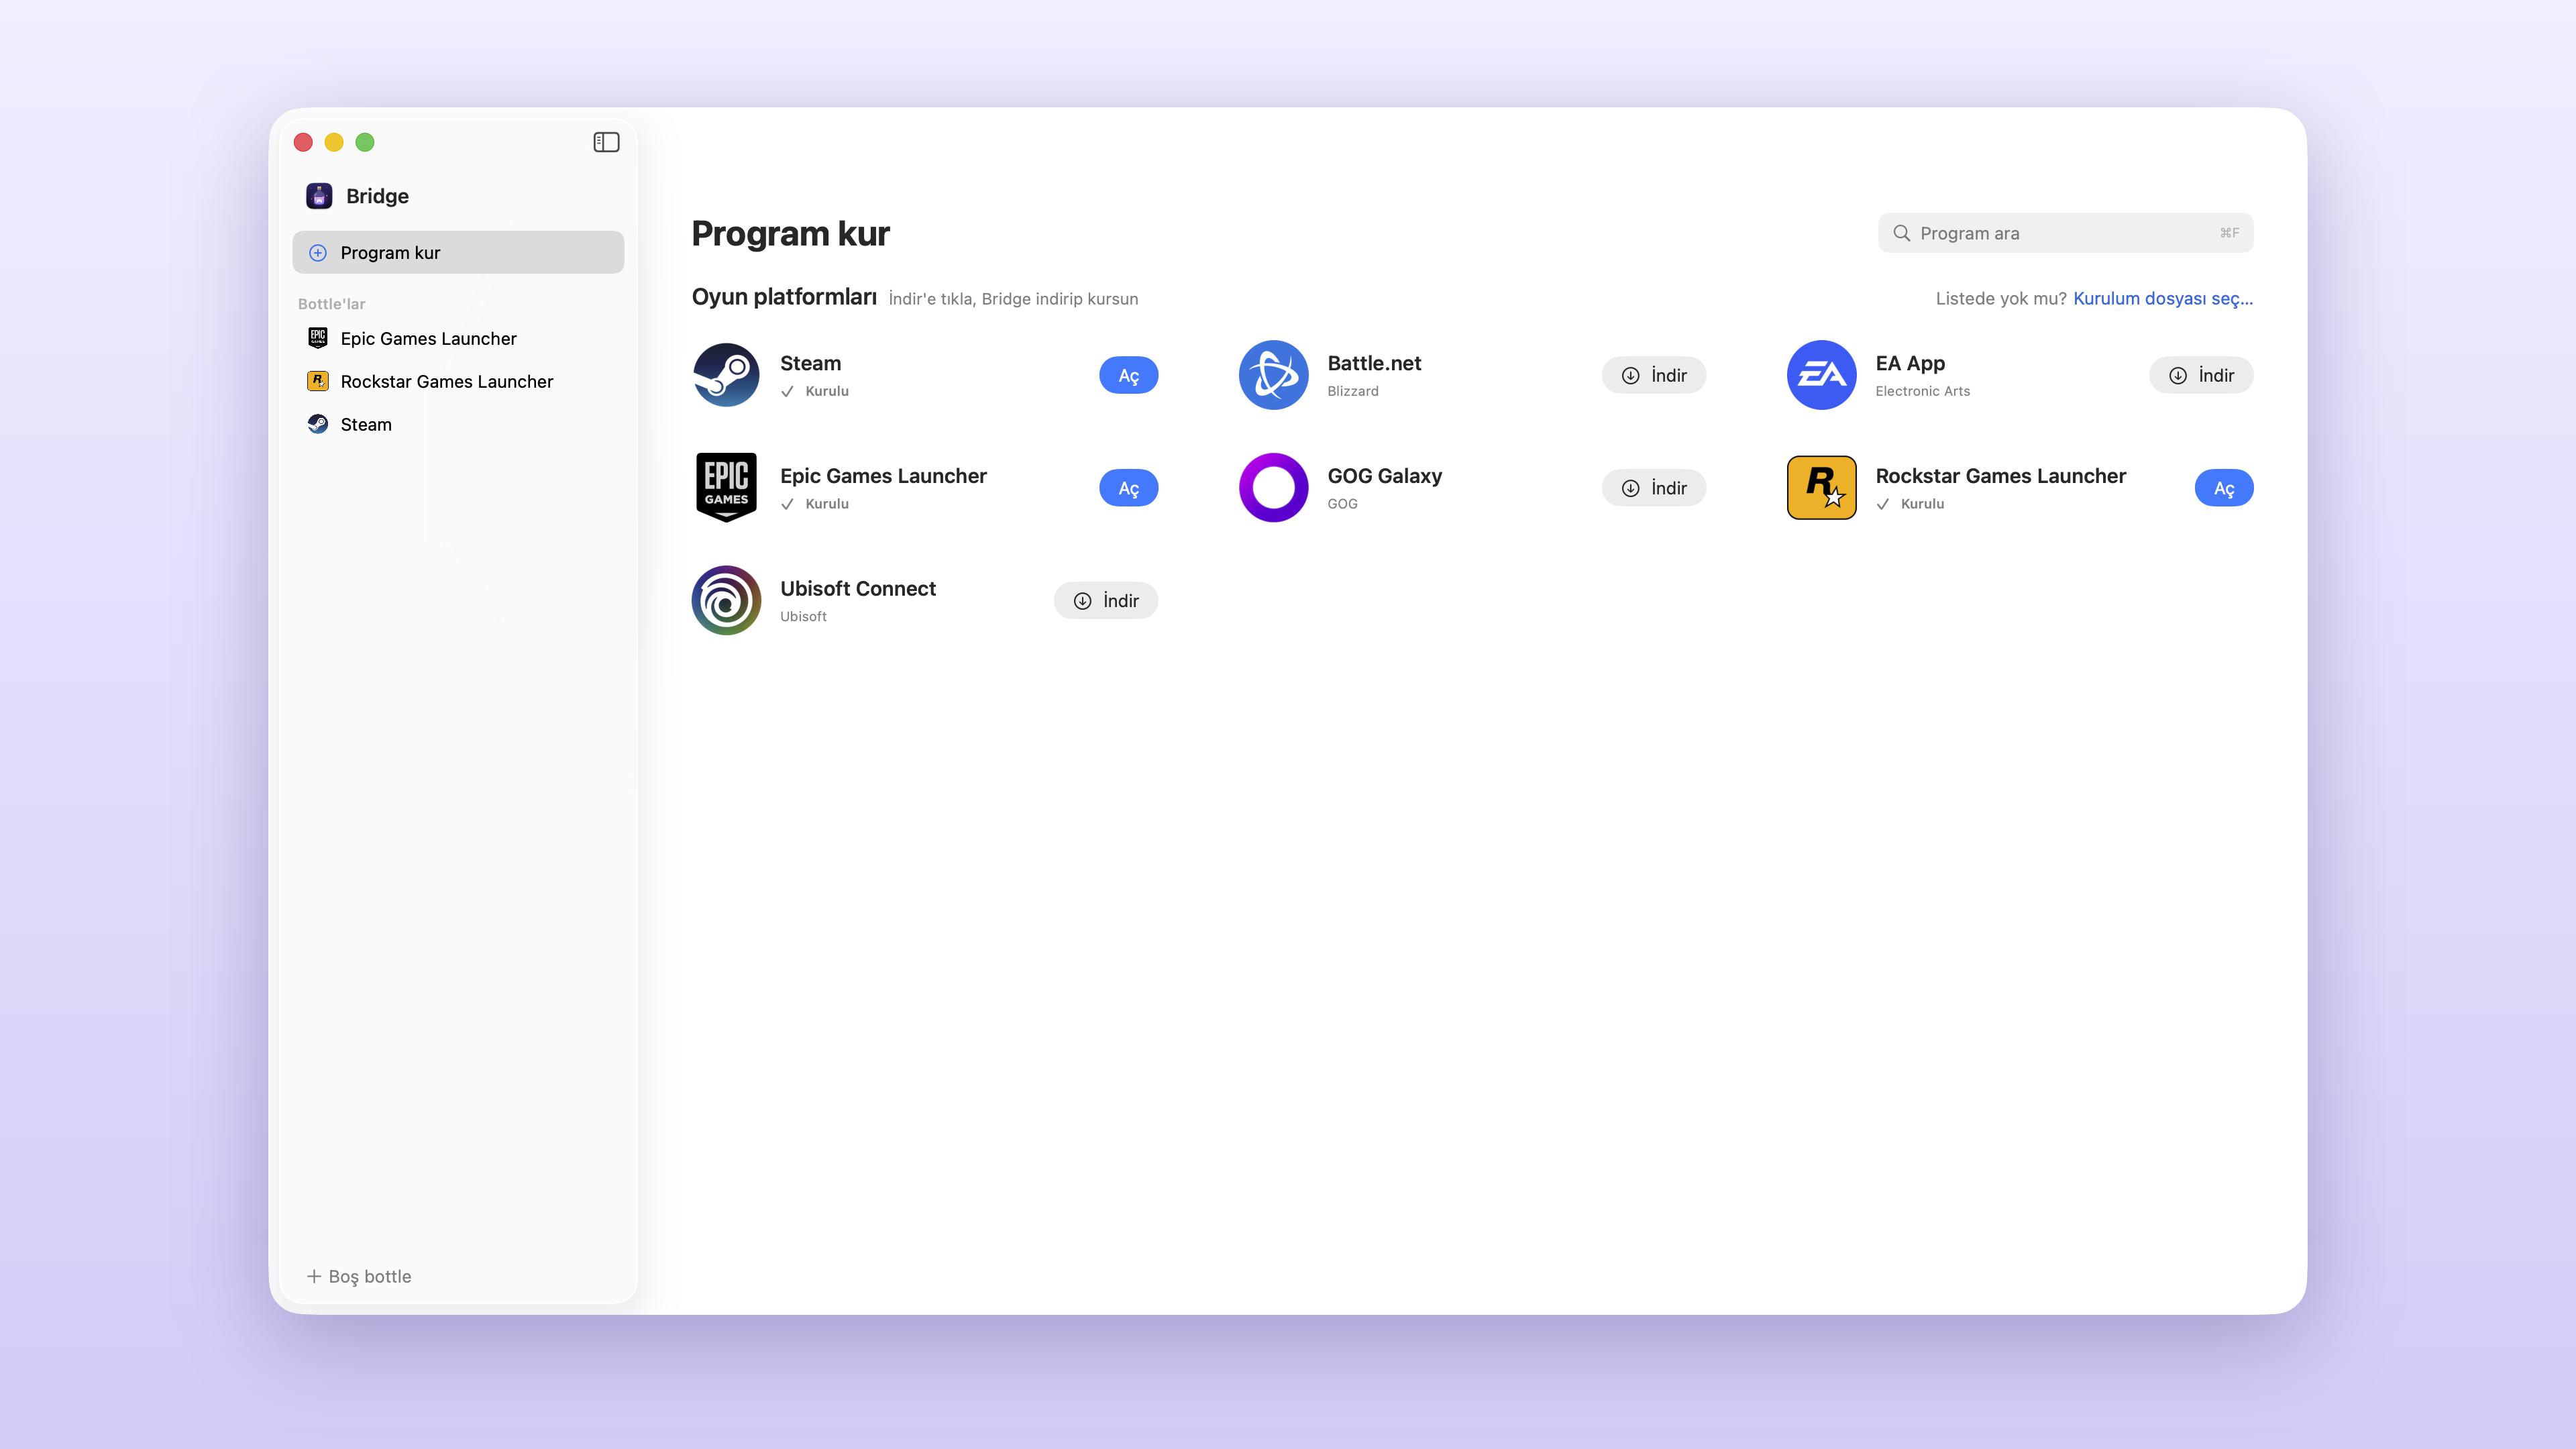 Bridge
Program kur
Bottle'lar
Epic Games Launcher
Rockstar Games Launcher
Steam
+ Boş bottle
Program kur
Program ara ⌘F
Oyun platformları İndir'e tıkla, Bridge indirip kursun
Listede yok mu? Kurulum dosyası seç...
Steam
Kurulu
Aç
Battle.net
Blizzard
İndir
EA
EA App
Electronic Arts
İndir
EPIC
GAMES
Epic Games Launcher
Kurulu
Aç
GOG Galaxy
GOG
İndir
R
Rockstar Games Launcher
Kurulu
Aç
Ubisoft Connect
Ubisoft
İndir